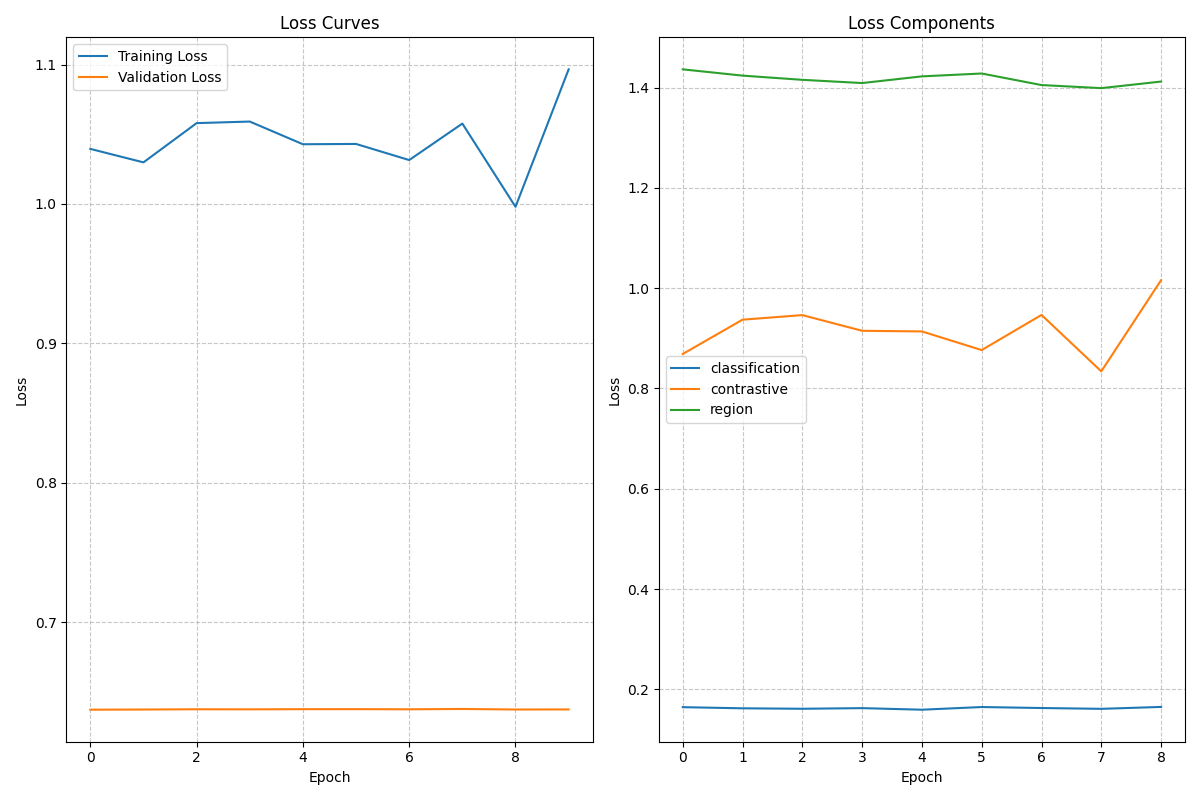 Loss Curves
Training Loss
Validation Loss
1.1
1.0
0.9
0.8
0.7
Loss
0 2 4 6 8
Epoch
Loss Components
1.4
1.2
1.0
0.8
0.6
0.4
0.2
Loss
classification
contrastive
region
0 1 2 3 4 5 6 7 8
Epoch